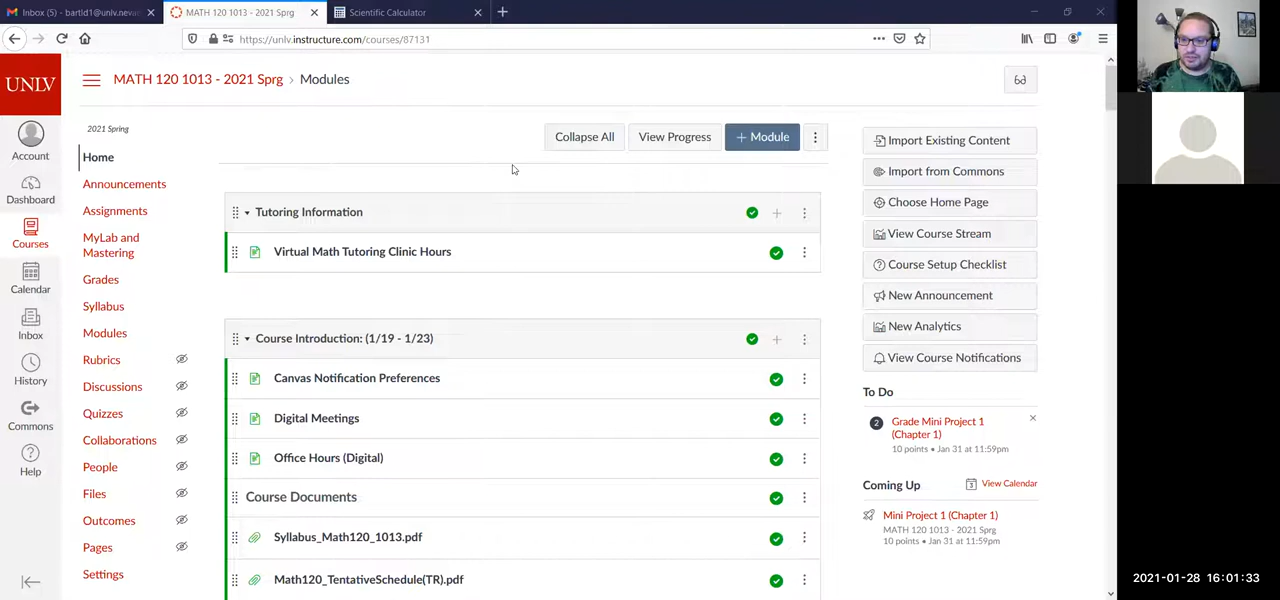 Inbox (5) - bartid1@unlv.neva
MATH 120 1013 - 2021 Sprg
Scientific Calculator
https://unlv.instructure.com/courses/87131
UNLV
MATH 120 1013 - 2021 Sprg › Modules
2021 Spring
Collapse All
View Progress
+ Module
Account
Dashboard
Courses
Calendar
Inbox
History
Commons
Help
Home
Announcements
Assignments
MyLab and
Mastering
Grades
Syllabus
Modules
Rubrics
Discussions
Quizzes
Collaborations
People
Files
Outcomes
Pages
Settings
Tutoring Information
Virtual Math Tutoring Clinic Hours
Course Introduction: (1/19 - 1/23)
Canvas Notification Preferences
Digital Meetings
Office Hours (Digital)
Course Documents
Syllabus_Math120_1013.pdf
Math120_TentativeSchedule(TR).pdf
Import Existing Content
Import from Commons
Choose Home Page
View Course Stream
Course Setup Checklist
New Announcement
New Analytics
View Course Notifications
To Do
2
Grade Mini Project 1
(Chapter 1)
10 points • Jan 31 at 11:59pm
Coming Up
View Calendar
Mini Project 1 (Chapter 1)
MATH 120 1013 - 2021 Sprg
10 points • Jan 31 at 11:59pm
2021-01-28 16:01:33